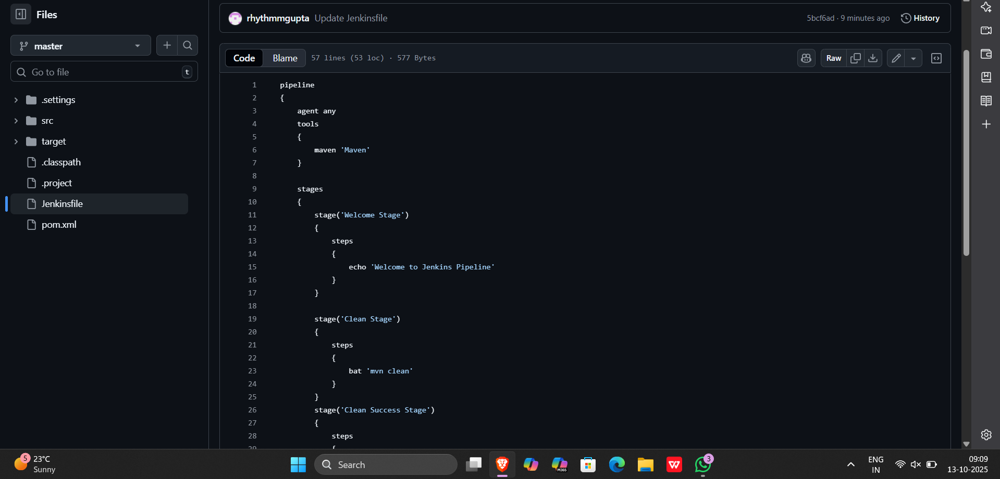 Files
master
Go to file
t
.settings
src
target
.classpath
.project
Jenkinsfile
pom.xml
rhythmmgupta Update Jenkinsfile
5bcf6ad · 9 minutes ago
History
Code
Blame
57 lines (53 loc) · 577 Bytes
Raw
1 pipeline
2 {
3 agent any
4 tools
5 {
6 maven 'Maven'
7 }
8
9 stages
10 {
11 stage('Welcome Stage')
12 {
13 steps
14 {
15 echo 'Welcome to Jenkins Pipeline'
16 }
17 }
18
19 stage('Clean Stage')
20 {
21 steps
22 {
23 bat 'mvn clean'
24 }
25 }
26 stage('Clean Success Stage')
27 {
28 steps
29 {
5
23°C
Sunny
Search
M365
W
3
ENG
IN
09:09
13-10-2025